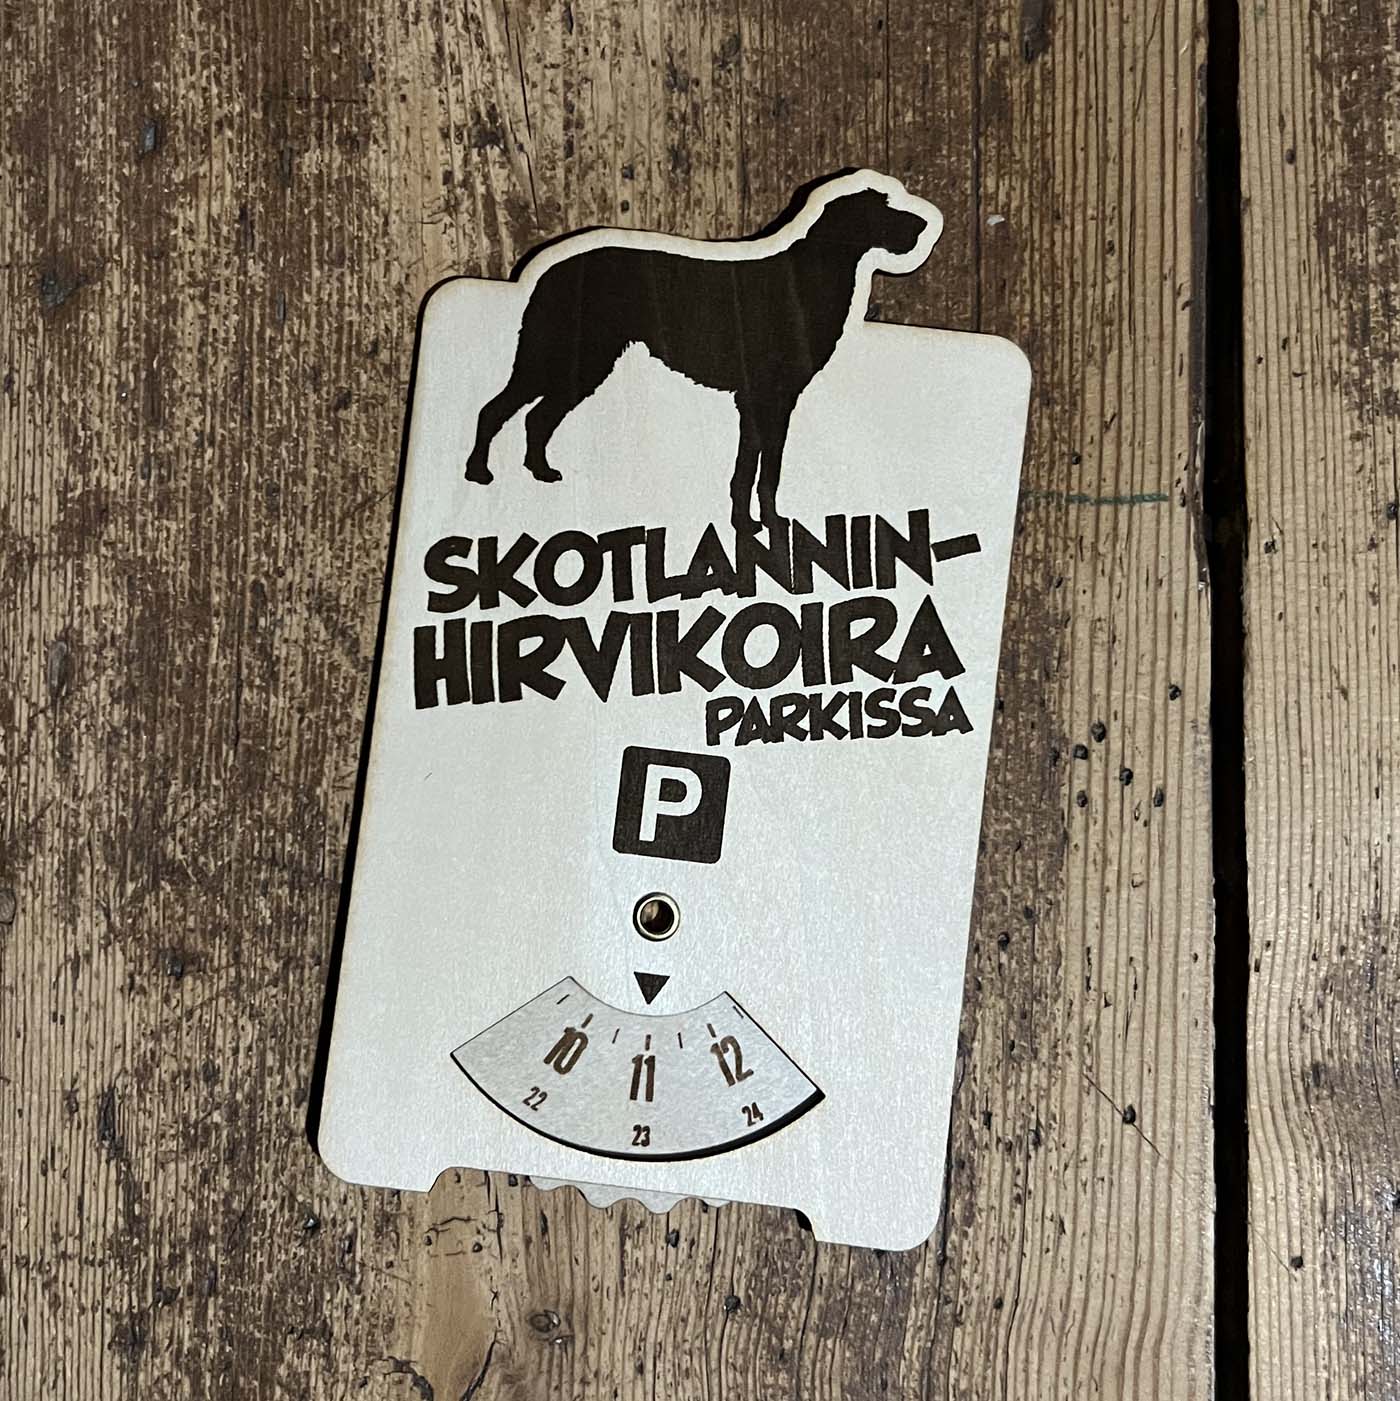 SKOTLANNIN-
HIRVIKOIRA
PARKISSA
P
10 11 12
22 23 24